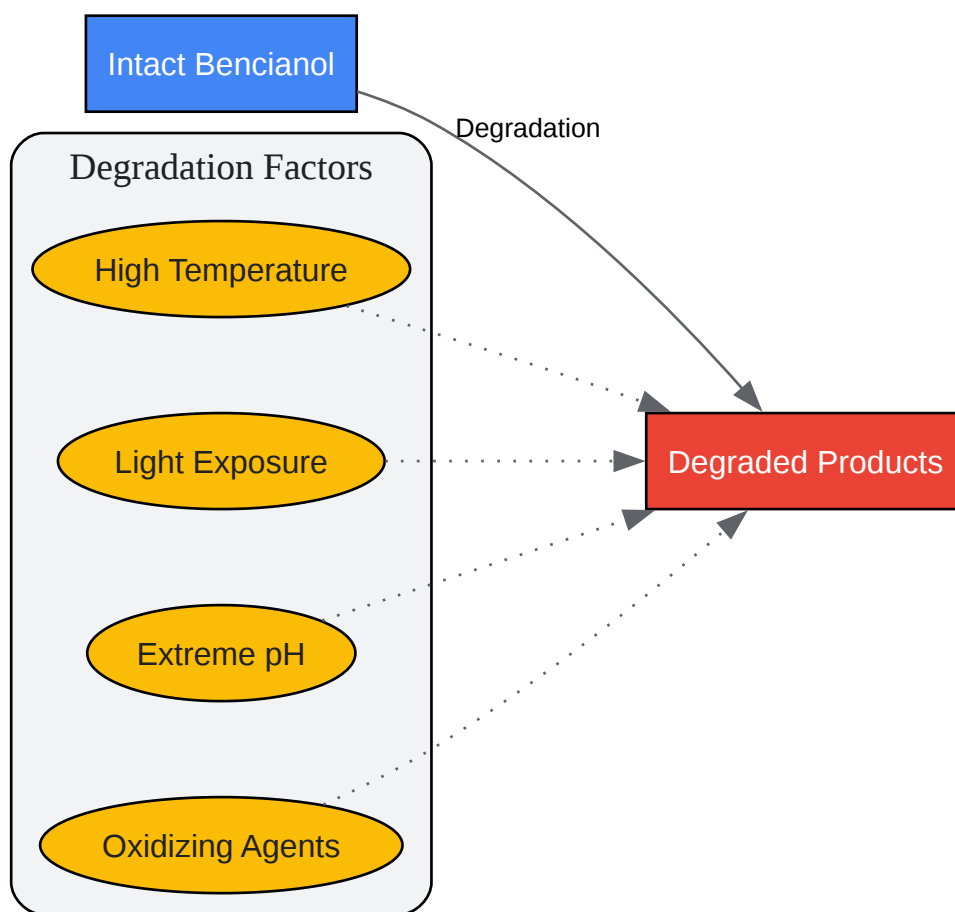 Intact Bencianol
Degradation
Degradation Factors
High Temperature
Light Exposure
Degraded Products
Extreme pH
Oxidizing Agents